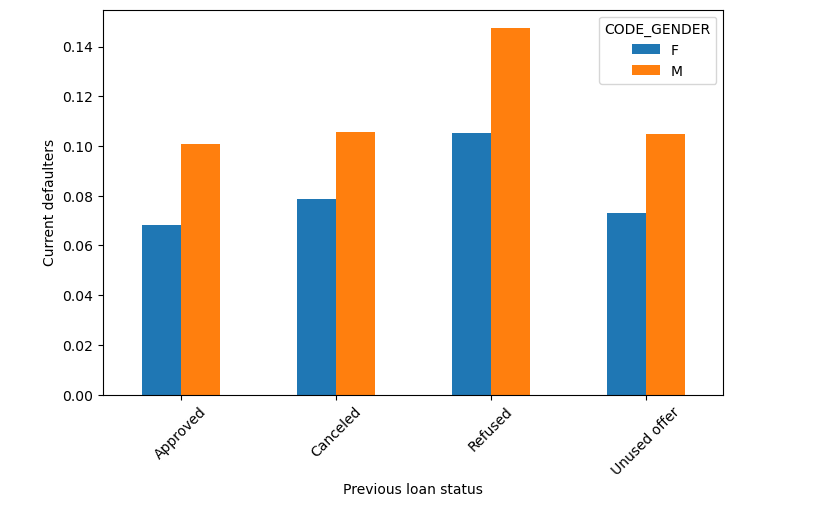 CODE_GENDER
F
M
Current defaulters
0.14
0.12
0.10
0.08
0.06
0.04
0.02
0.00
Approved
Canceled
Refused
Unused offer
Previous loan status